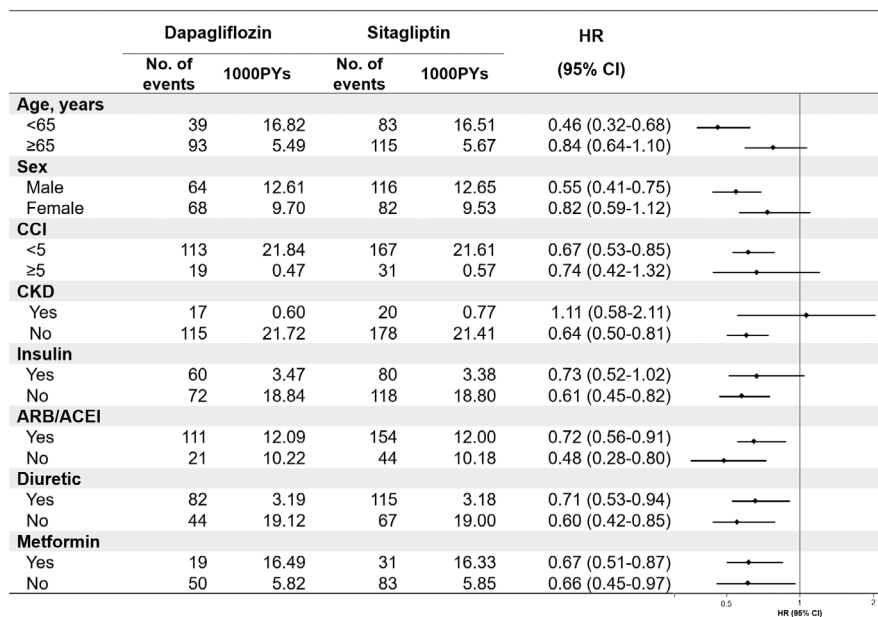 Dapagliflozin Sitagliptin HR (95% CI)
No. of events 1000PYs No. of events 1000PYs
Age, years
<65 39 16.82 83 16.51 0.46 (0.32-0.68)
≥65 93 5.49 115 5.67 0.84 (0.64-1.10)
Sex
Male 64 12.61 116 12.65 0.55 (0.41-0.75)
Female 68 9.70 82 9.53 0.82 (0.59-1.12)
CCI
<5 113 21.84 167 21.61 0.67 (0.53-0.85)
≥5 19 0.47 31 0.57 0.74 (0.42-1.32)
CKD
Yes 17 0.60 20 0.77 1.11 (0.58-2.11)
No 115 21.72 178 21.41 0.64 (0.50-0.81)
Insulin
Yes 60 3.47 80 3.38 0.73 (0.52-1.02)
No 72 18.84 118 18.80 0.61 (0.45-0.82)
ARB/ACEI
Yes 111 12.09 154 12.00 0.72 (0.56-0.91)
No 21 10.22 44 10.18 0.48 (0.28-0.80)
Diuretic
Yes 82 3.19 115 3.18 0.71 (0.53-0.94)
No 44 19.12 67 19.00 0.60 (0.42-0.85)
Metformin
Yes 19 16.49 31 16.33 0.67 (0.51-0.87)
No 50 5.82 83 5.85 0.66 (0.45-0.97)
0.5 1 2
HR (95% CI)